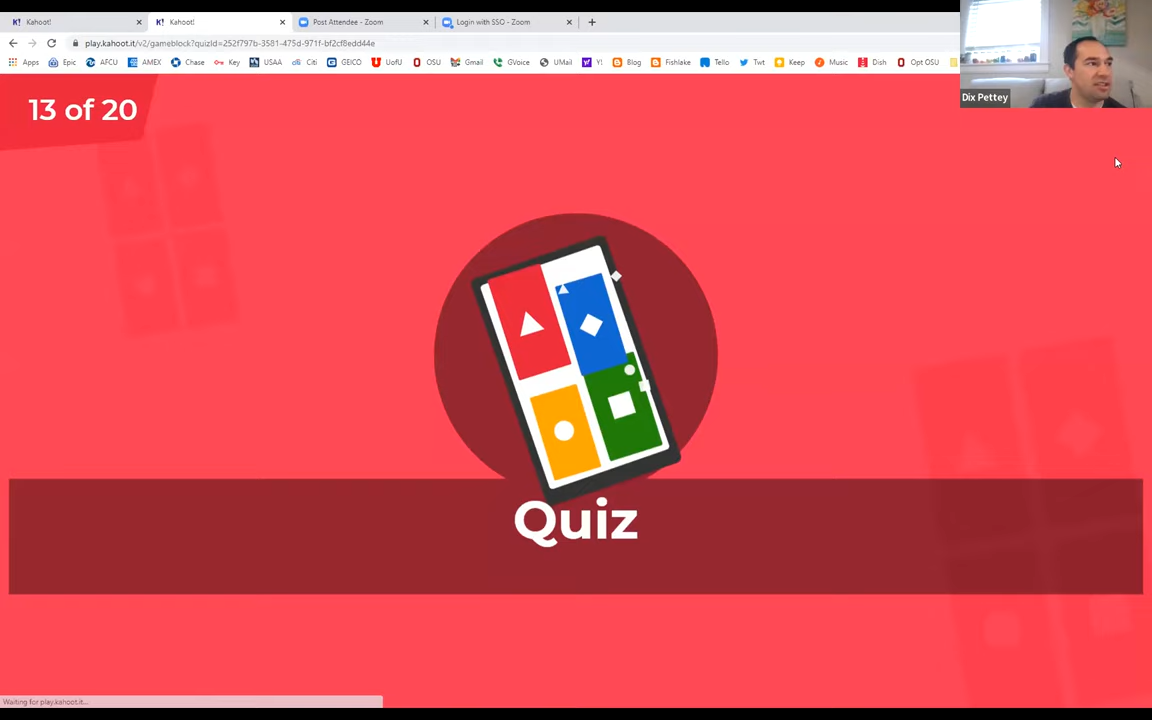 Kahoot!
Kahoot!
Post Attendee - Zoom
Login with SSO - Zoom
play.kahoot.it/v2/gameblock?quizId=252f797b-3581-475d-971f-bf2cf8edd44e
Apps Epic AFCU AMEX Chase Key USAA Citi GEICO UofU OSU Gmail GVoice UMail Y! Blog Fishlake Tello Twt Keep Music Dish Opt OSU
Dix Pettey
13 of 20
Quiz
Waiting for play.kahoot.it...